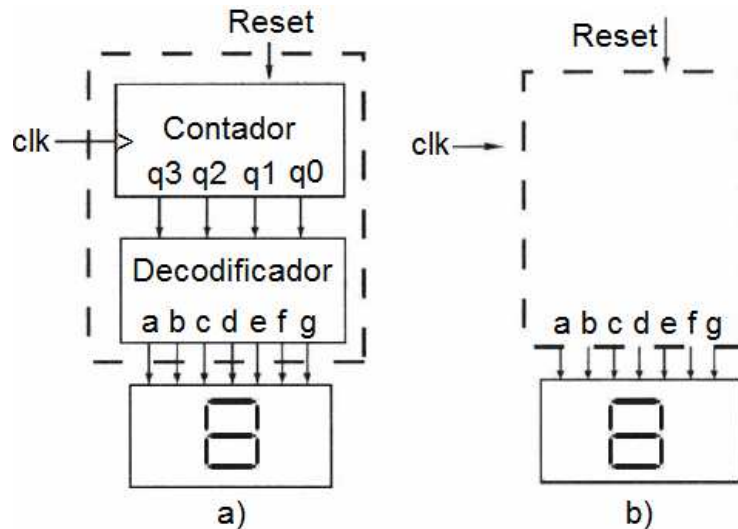 Reset
clk
Contador
q3 q2 q1 q0
Decodificador
a b c d e f g
a)
Reset
clk
a b c d e f g
b)